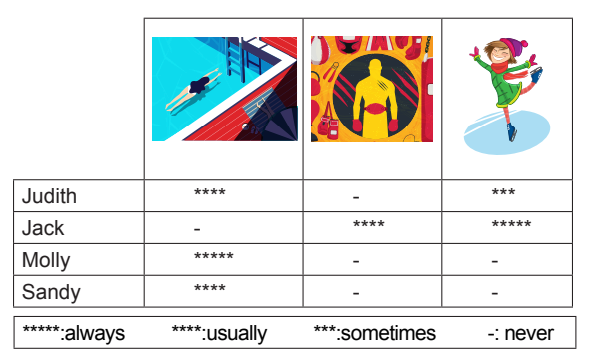 Judith **** - ***
Jack - **** *****
Molly ***** - -
Sandy **** - -
*****:always ****:usually ***:sometimes -: never